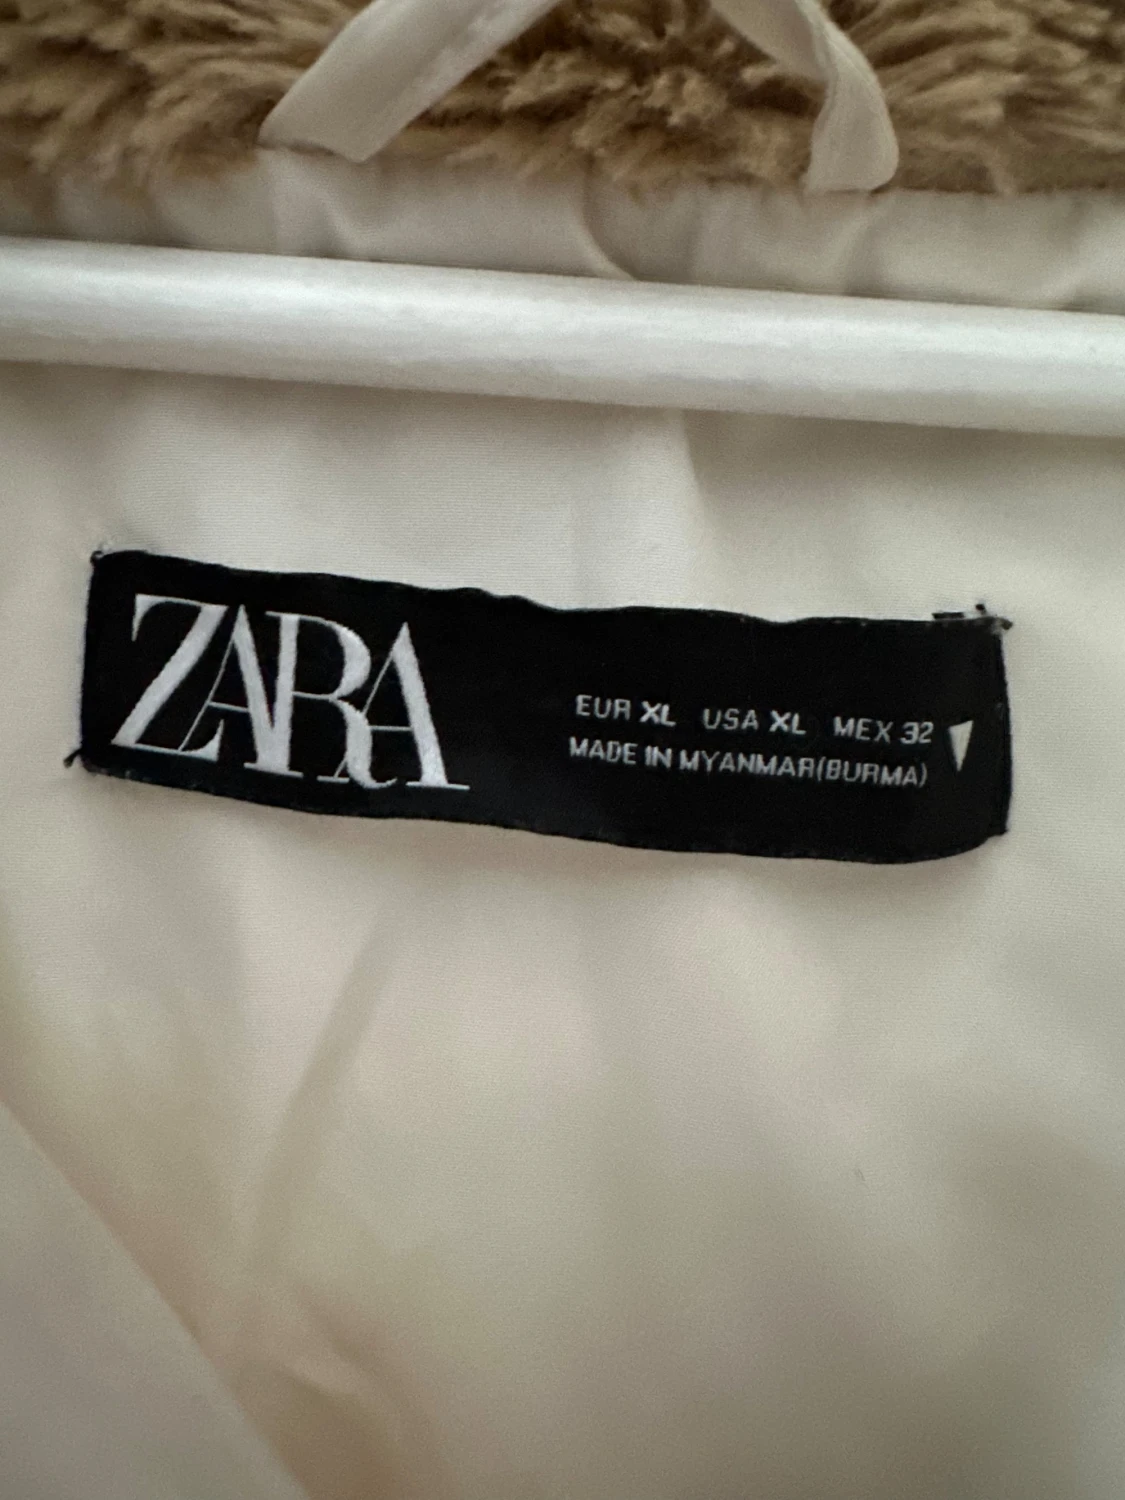 ZARA
EUR XL USA XL MEX 32
MADE IN MYANMAR(BURMA)